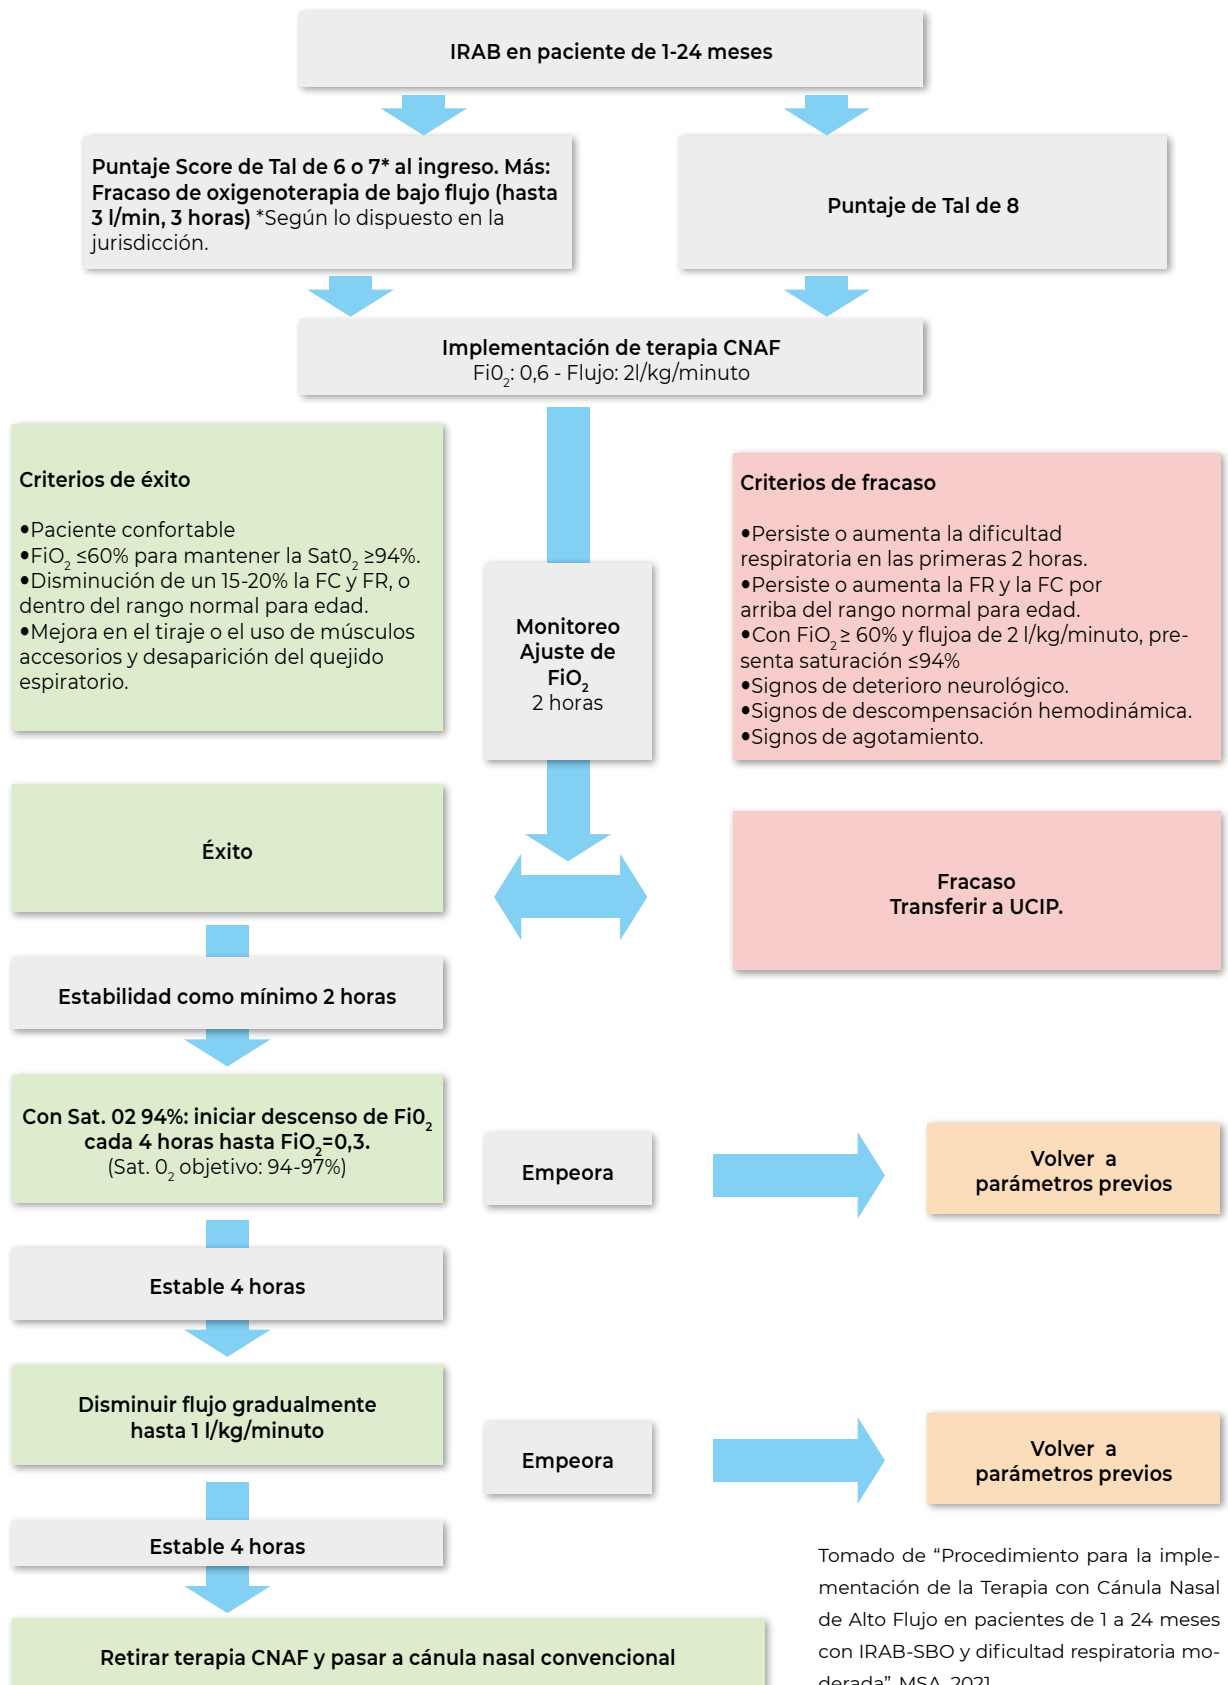 IRAB en paciente de 1-24 meses
Puntaje Score de Tal de 6 o 7* al ingreso. Más:
Fracaso de oxigenoterapia de bajo flujo (hasta
3 l/min, 3 horas) *Según lo dispuesto en la
jurisdicción.
Puntaje de Tal de 8
Implementación de terapia CNAF
Fi0₂: 0,6 - Flujo: 2l/kg/minuto
Criterios de éxito
•Paciente confortable
•FiO₂ ≤60% para mantener la Sat0₂ ≥94%.
•Disminución de un 15-20% la FC y FR, o
dentro del rango normal para edad.
•Mejora en el tiraje o el uso de músculos
accesorios y desaparición del quejido
espiratorio.
Monitoreo
Ajuste de
FiO₂
2 horas
Criterios de fracaso
•Persiste o aumenta la dificultad
respiratoria en las primeras 2 horas.
•Persiste o aumenta la FR y la FC por
arriba del rango normal para edad.
•Con FiO₂ ≥ 60% y flujoa de 2 l/kg/minuto, pre-
senta saturación ≤94%
•Signos de deterioro neurológico.
•Signos de descompensación hemodinámica.
•Signos de agotamiento.
Éxito
Fracaso
Transferir a UCIP.
Estabilidad como mínimo 2 horas
Con Sat. 02 94%: iniciar descenso de Fi0₂
cada 4 horas hasta FiO₂=0,3.
(Sat. 0₂ objetivo: 94-97%)
Empeora
Volver a
parámetros previos
Estable 4 horas
Disminuir flujo gradualmente
hasta 1 l/kg/minuto
Empeora
Volver a
parámetros previos
Estable 4 horas
Retirar terapia CNAF y pasar a cánula nasal convencional
Tomado de “Procedimiento para la imple-
mentación de la Terapia con Cánula Nasal
de Alto Flujo en pacientes de 1 a 24 meses
con IRAB-SBO y dificultad respiratoria mo-
derada”. MSA, 2021